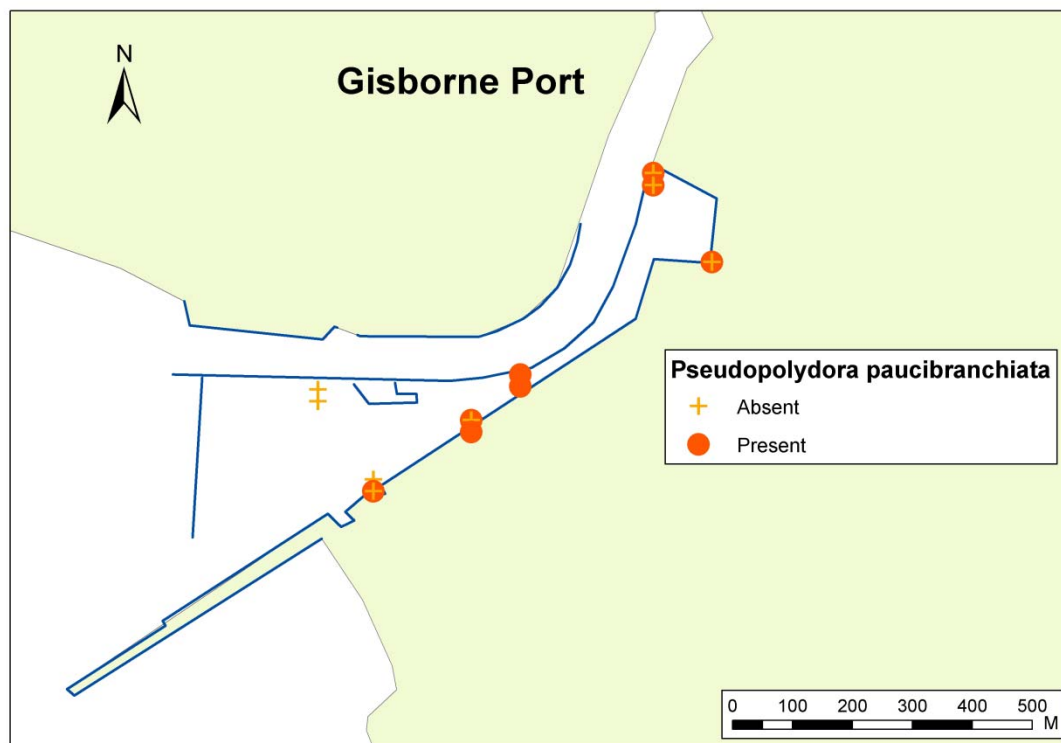 N
Gisborne Port
Pseudopolydora paucibranchiata
Absent
Present
0 100 200 300 400 500
M